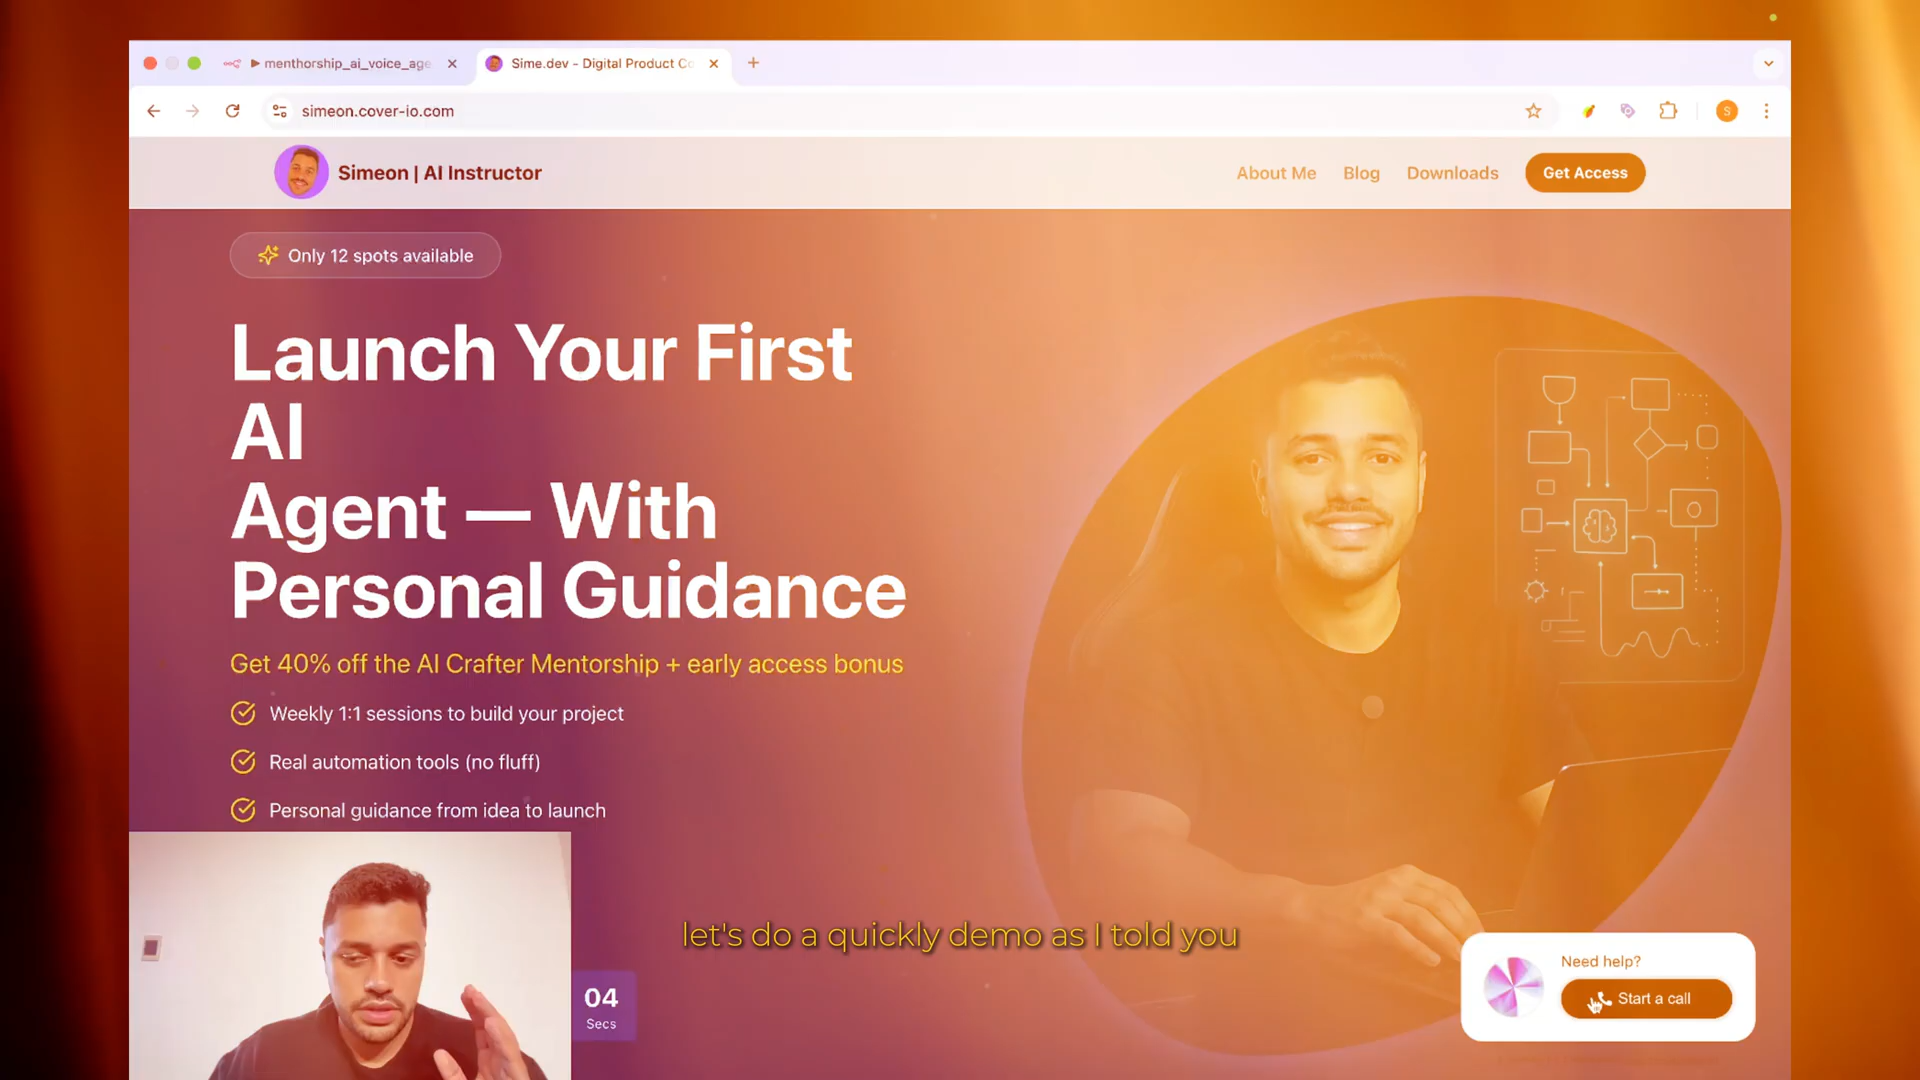 menthorship_ai_voice_age
Sime.dev - Digital Product Co
simeon.cover-io.com
S
Simeon | AI Instructor
About Me
Blog
Downloads
Get Access
Only 12 spots available
Launch Your First
AI
Agent — With
Personal Guidance
Get 40% off the AI Crafter Mentorship + early access bonus
Weekly 1:1 sessions to build your project
Real automation tools (no fluff)
Personal guidance from idea to launch
let's do a quickly demo as I told you
04
Secs
Need help?
Start a call